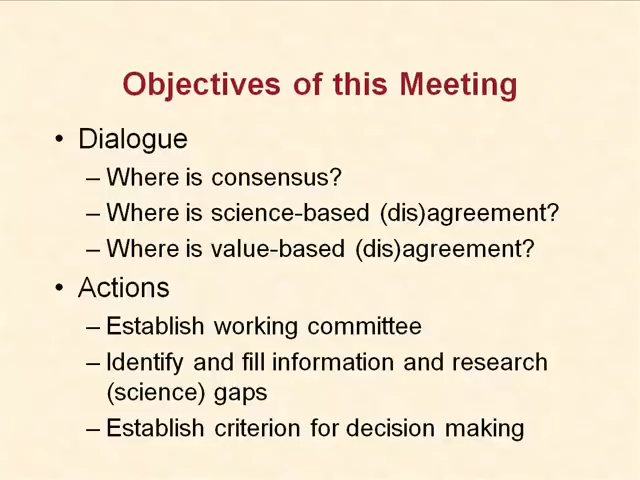 Objectives of this Meeting
• Dialogue
– Where is consensus?
– Where is science-based (dis)agreement?
– Where is value-based (dis)agreement?
• Actions
– Establish working committee
– Identify and fill information and research
(science) gaps
– Establish criterion for decision making